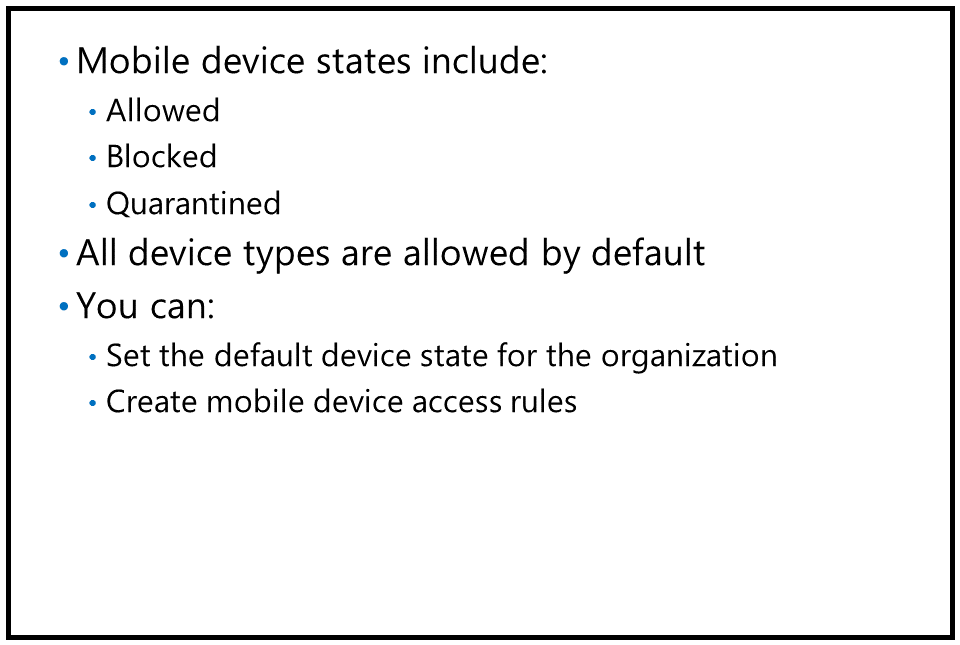 • Mobile device states include:
• Allowed
• Blocked
• Quarantined
• All device types are allowed by default
• You can:
• Set the default device state for the organization
• Create mobile device access rules